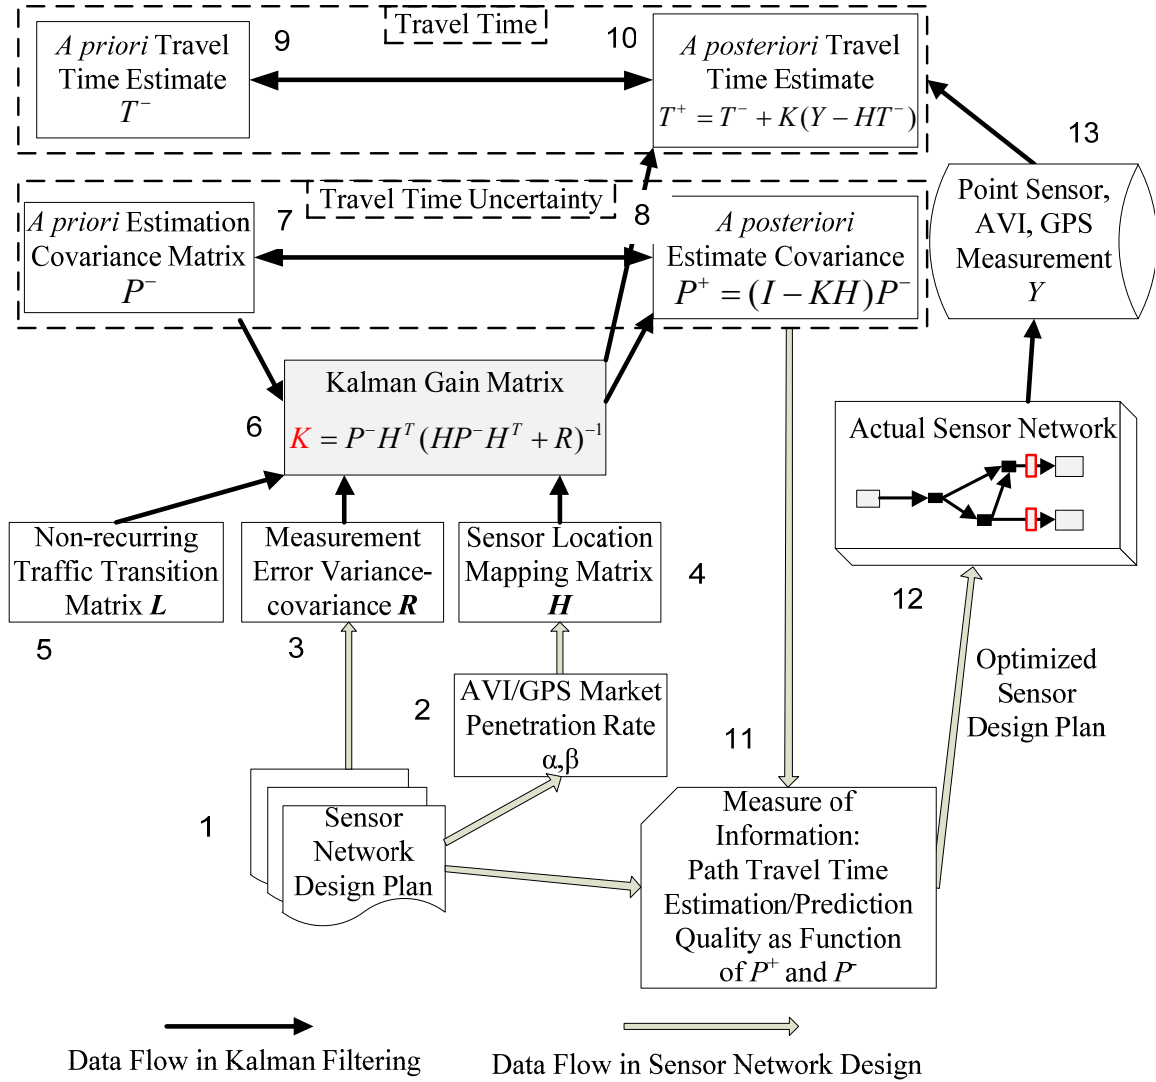 Travel Time
9
10
A priori Travel
Time Estimate
T⁻
A posteriori Travel
Time Estimate
T⁺ = T⁻ + K(Y − HT⁻)
13
Travel Time Uncertainty
7
8
A priori Estimation
Covariance Matrix
P⁻
A posteriori
Estimate Covariance
P⁺ = (I − KH)P⁻
Point Sensor,
AVI, GPS
Measurement
Y
6
Kalman Gain Matrix
K = P⁻Hᵀ(HP⁻Hᵀ + R)⁻¹
Actual Sensor Network
12
Non-recurring
Traffic Transition
Matrix L
5
Measurement
Error Variance-
covariance R
3
Sensor Location
Mapping Matrix
H
4
2
AVI/GPS Market
Penetration Rate
α,β
Optimized
Sensor
Design Plan
1
Sensor
Network
Design Plan
11
Measure of
Information:
Path Travel Time
Estimation/Prediction
Quality as Function
of P⁺ and P⁻
Data Flow in Kalman Filtering
Data Flow in Sensor Network Design